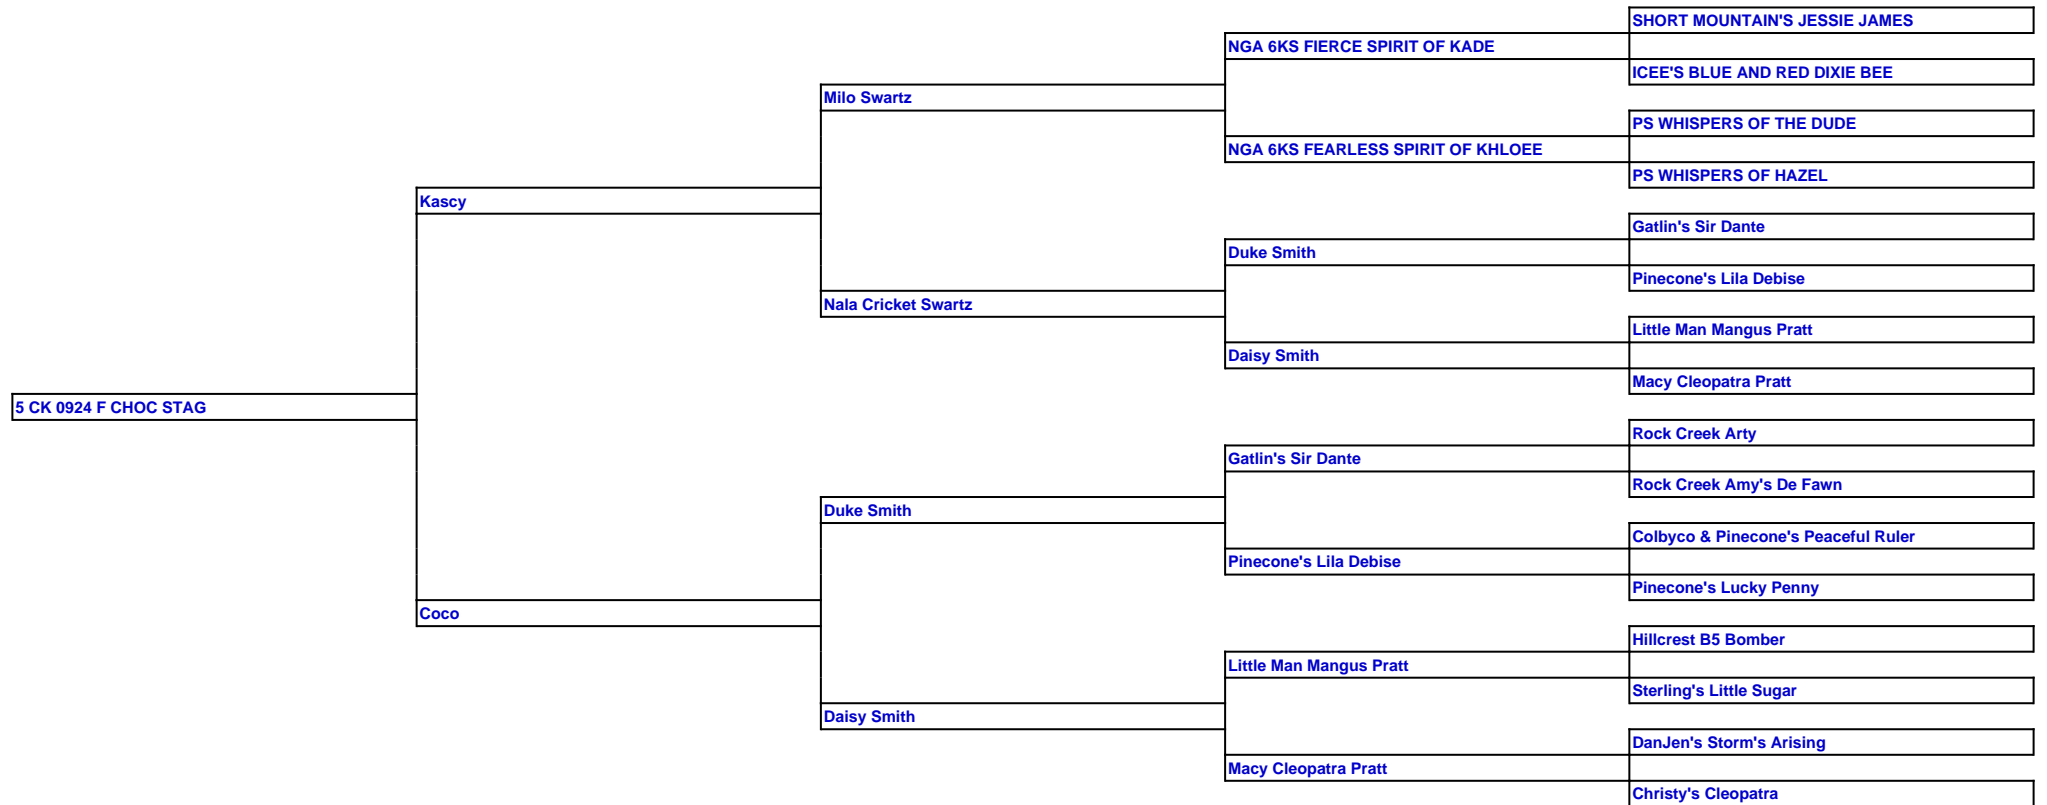 SHORT MOUNTAIN'S JESSIE JAMES
NGA 6KS FIERCE SPIRIT OF KADE
ICEE'S BLUE AND RED DIXIE BEE
Milo Swartz
PS WHISPERS OF THE DUDE
NGA 6KS FEARLESS SPIRIT OF KHLOEE
PS WHISPERS OF HAZEL
Kascy
Gatlin's Sir Dante
Duke Smith
Pinecone's Lila Debise
Nala Cricket Swartz
Little Man Mangus Pratt
Daisy Smith
Macy Cleopatra Pratt
5 CK 0924 F CHOC STAG
Rock Creek Arty
Gatlin's Sir Dante
Rock Creek Amy's De Fawn
Duke Smith
Colbyco & Pinecone's Peaceful Ruler
Pinecone's Lila Debise
Pinecone's Lucky Penny
Coco
Hillcrest B5 Bomber
Little Man Mangus Pratt
Sterling's Little Sugar
Daisy Smith
DanJen's Storm's Arising
Macy Cleopatra Pratt
Christy's Cleopatra